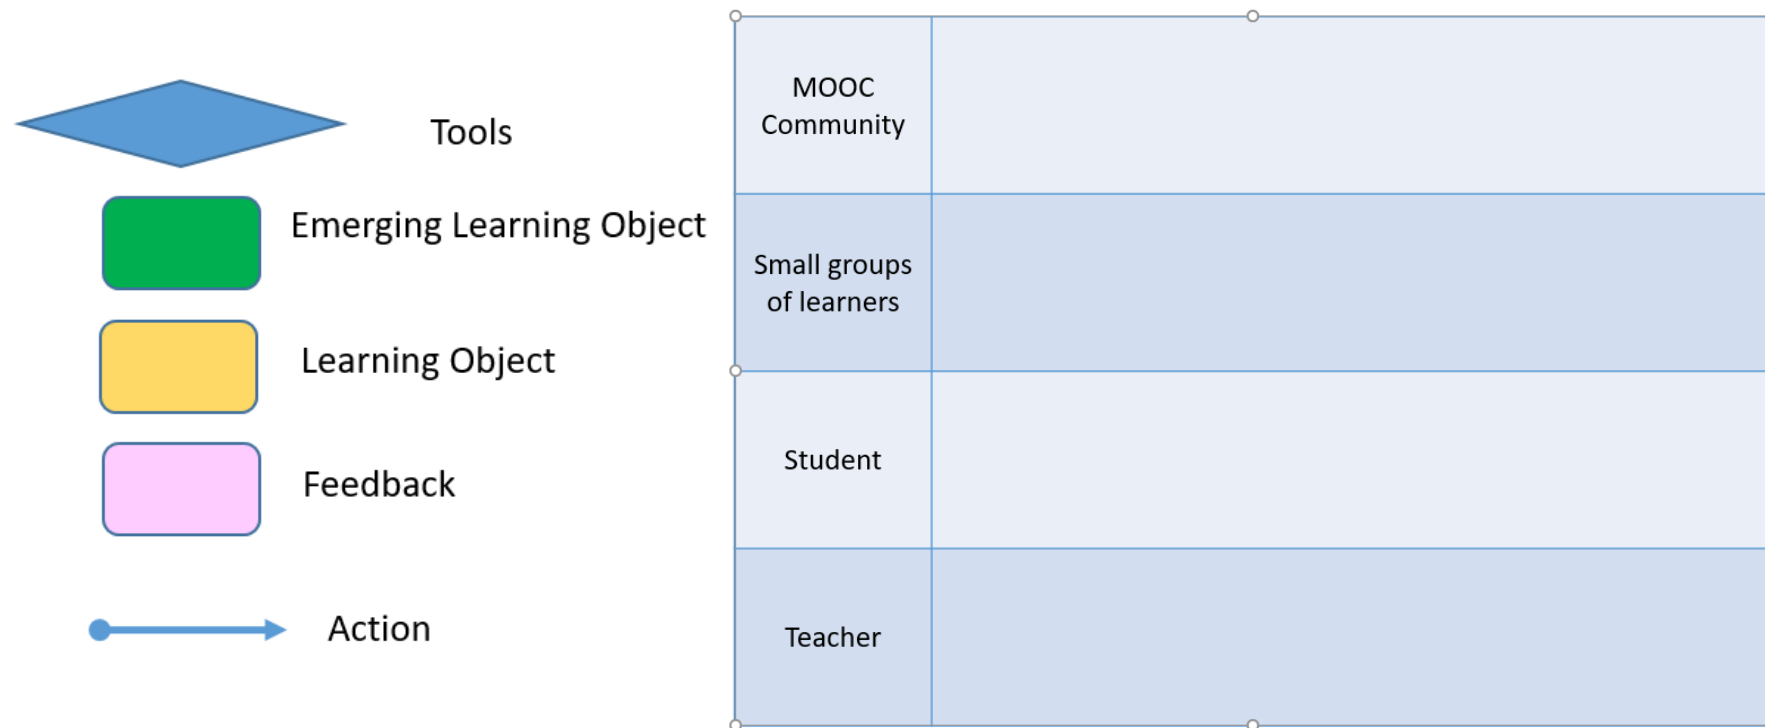 Tools
Emerging Learning Object
Learning Object
Feedback
Action
MOOC
Community
Small groups
of learners
Student
Teacher